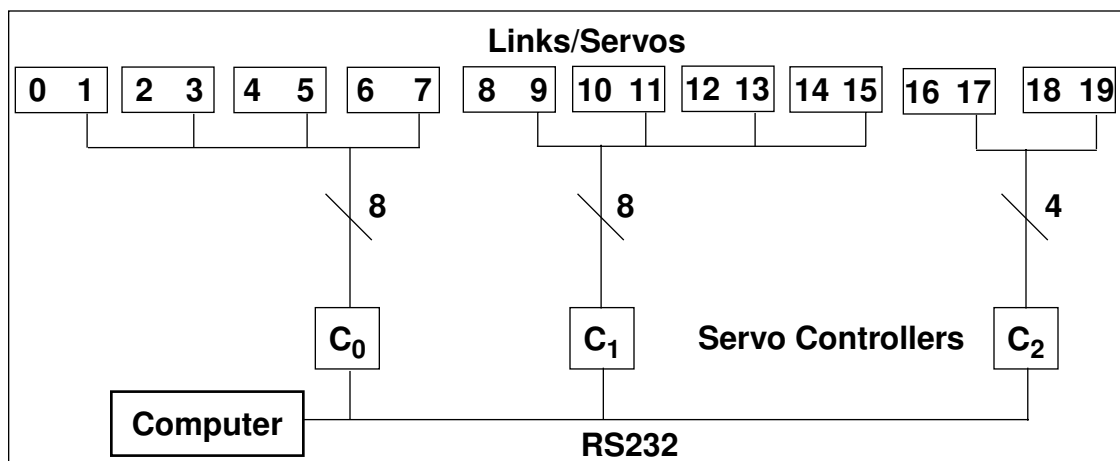 Links/Servos
0 1 2 3 4 5 6 7 8 9 10 11 12 13 14 15 16 17 18 19
8 8 4
C0 C1 Servo Controllers C2
Computer
RS232